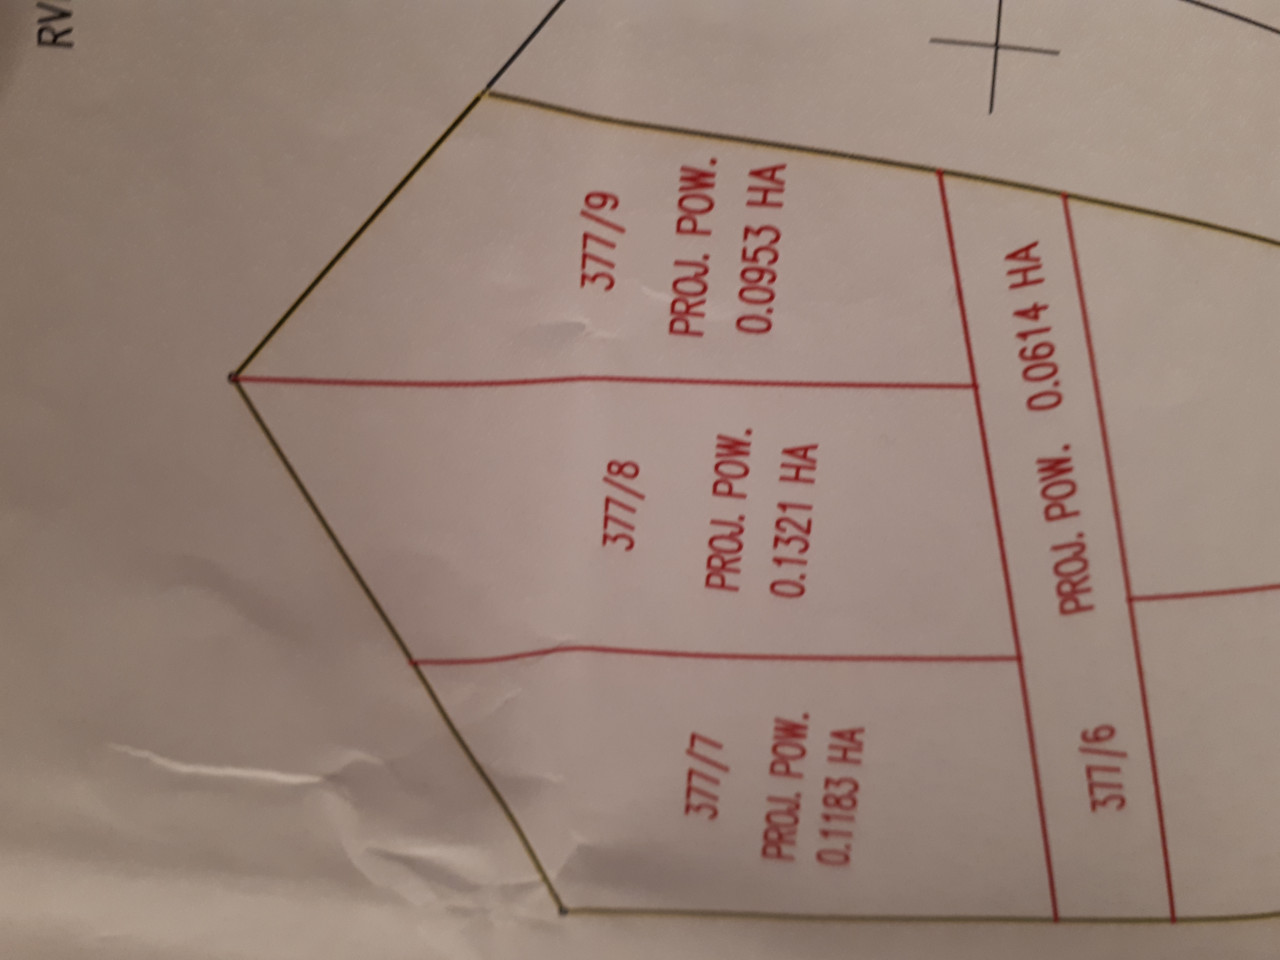 RV
377/7
PROJ. POW.
0.1183 HA
377/8
PROJ. POW.
0.1321 HA
377/9
PROJ. POW.
0.0953 HA
377/6 PROJ. POW. 0.0614 HA